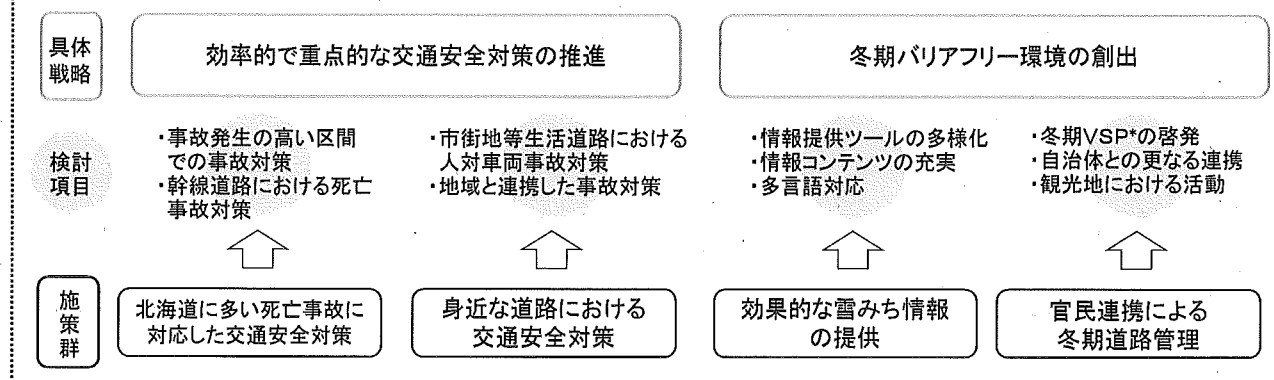 具体
戦略
効率的で重点的な交通安全対策の推進
冬期バリアフリー環境の創出
検討
項目
・事故発生の高い区間
での事故対策
・幹線道路における死亡
事故対策
・市街地等生活道路における
人対車両事故対策
・地域と連携した事故対策
・情報提供ツールの多様化
・情報コンテンツの充実
・多言語対応
・冬期VSP*の啓発
・自治体との更なる連携
・観光地における活動
施
策
群
北海道に多い死亡事故に
対応した交通安全対策
身近な道路における
交通安全対策
効果的な雪みち情報
の提供
官民連携による
冬期道路管理